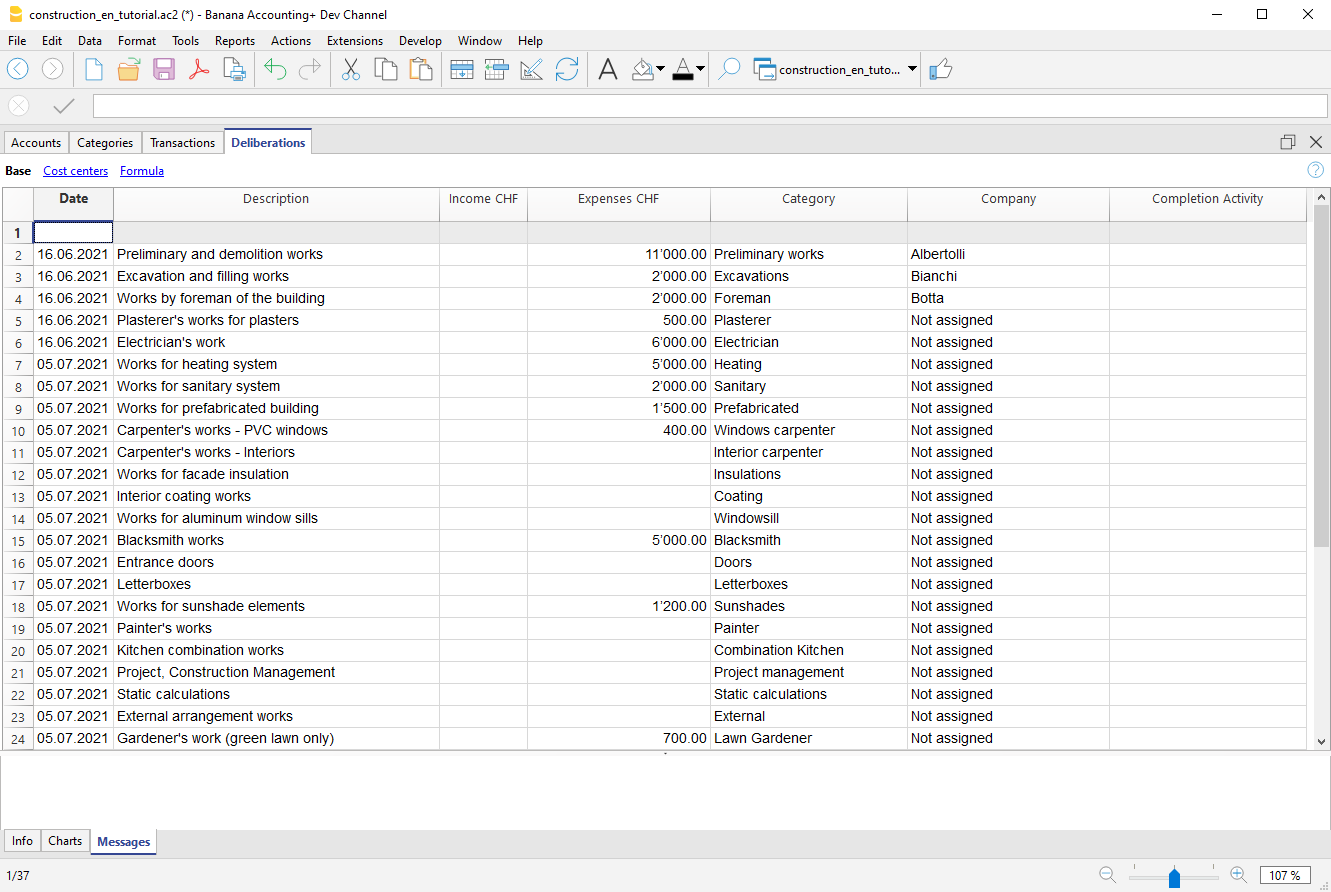 construction_en_tutorial.ac2 (*) - Banana Accounting+ Dev Channel
File Edit Data Format Tools Reports Actions Extensions Develop Window Help
construction_en_tuto...
Accounts Categories Transactions Deliberations
Base Cost centers Formula
Date Description Income CHF Expenses CHF Category Company Completion Activity
1
2 16.06.2021 Preliminary and demolition works 11'000.00 Preliminary works Albertolli
3 16.06.2021 Excavation and filling works 2'000.00 Excavations Bianchi
4 16.06.2021 Works by foreman of the building 2'000.00 Foreman Botta
5 16.06.2021 Plasterer's works for plasters 500.00 Plasterer Not assigned
6 16.06.2021 Electrician's work 6'000.00 Electrician Not assigned
7 05.07.2021 Works for heating system 5'000.00 Heating Not assigned
8 05.07.2021 Works for sanitary system 2'000.00 Sanitary Not assigned
9 05.07.2021 Works for prefabricated building 1'500.00 Prefabricated Not assigned
10 05.07.2021 Carpenter's works - PVC windows 400.00 Windows carpenter Not assigned
11 05.07.2021 Carpenter's works - Interiors Interior carpenter Not assigned
12 05.07.2021 Works for facade insulation Insulations Not assigned
13 05.07.2021 Interior coating works Coating Not assigned
14 05.07.2021 Works for aluminum window sills Windowsill Not assigned
15 05.07.2021 Blacksmith works 5'000.00 Blacksmith Not assigned
16 05.07.2021 Entrance doors Doors Not assigned
17 05.07.2021 Letterboxes Letterboxes Not assigned
18 05.07.2021 Works for sunshade elements 1'200.00 Sunshades Not assigned
19 05.07.2021 Painter's works Painter Not assigned
20 05.07.2021 Kitchen combination works Combination Kitchen Not assigned
21 05.07.2021 Project, Construction Management Project management Not assigned
22 05.07.2021 Static calculations Static calculations Not assigned
23 05.07.2021 External arrangement works External Not assigned
24 05.07.2021 Gardener's work (green lawn only) 700.00 Lawn Gardener Not assigned
Info Charts Messages
1/37 107 %